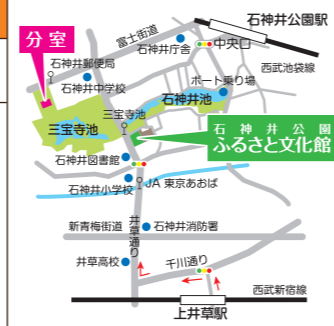 石神井公園駅
分室
富士街道
石神井庁舎
中央口
石神井郵便局
西武池袋線
石神井中学校
ボート乗り場
石神井池
三宝寺池
三宝寺池
石神井公園
ふるさと文化館
石神井図書館
石神井小学校
JA 東京あおば
井草通り
新青梅街道
石神井消防署
井草高校
千川通り
西武新宿線
上井草駅